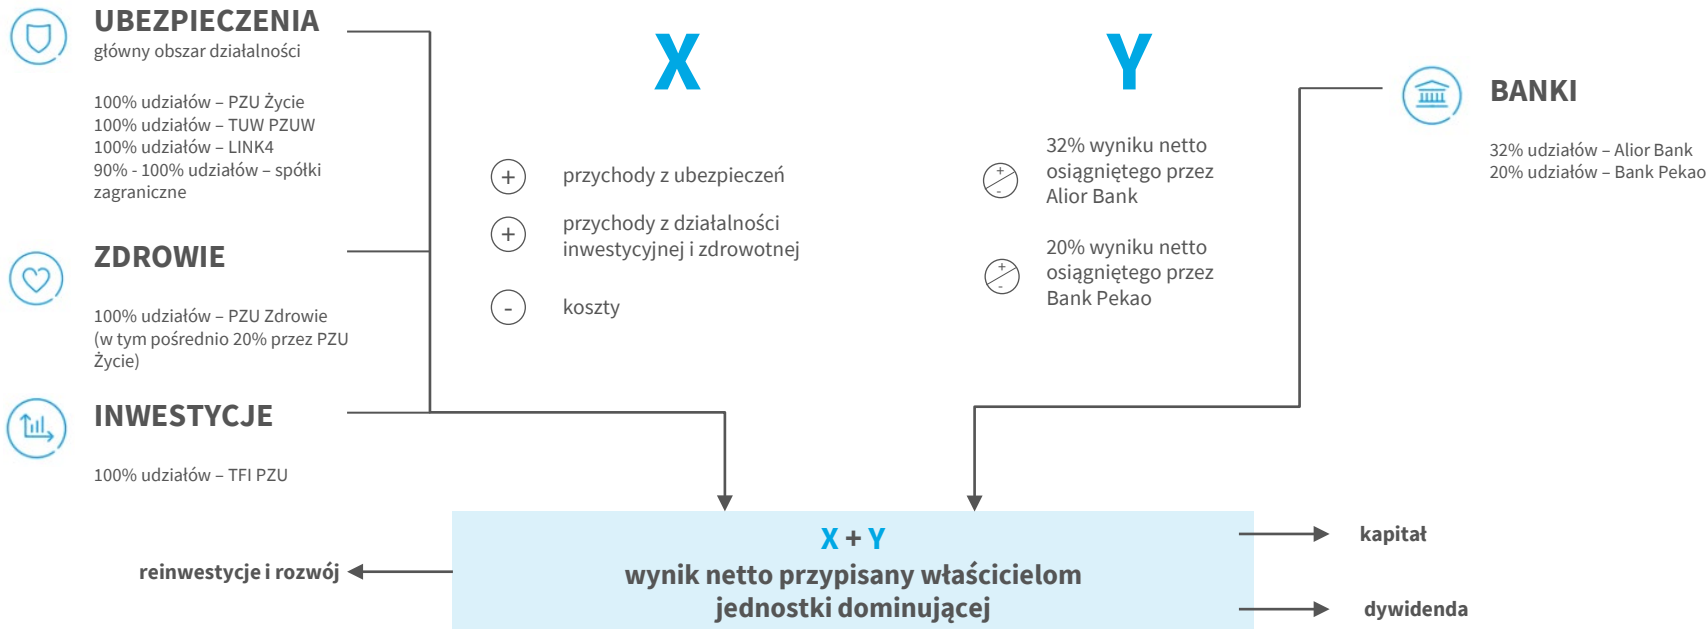 UBEZPIECZENIA
główny obszar działalności
100% udziałów – PZU Życie
100% udziałów – TUW PZUW
100% udziałów – LINK4
90% - 100% udziałów – spółki
zagraniczne
ZDROWIE
100% udziałów – PZU Zdrowie
(w tym pośrednio 20% przez PZU
Życie)
INWESTYCJE
100% udziałów – TFI PZU
X
+ przychody z ubezpieczeń
+ przychody z działalności
inwestycyjnej i zdrowotnej
- koszty
Y
+ - 32% wyniku netto
osiągniętego przez
Alior Bank
+ - 20% wyniku netto
osiągniętego przez
Bank Pekao
BANKI
32% udziałów – Alior Bank
20% udziałów – Bank Pekao
X + Y
wynik netto przypisany właścicielom
jednostki dominującej
reinwestycje i rozwój
kapitał
dywidenda